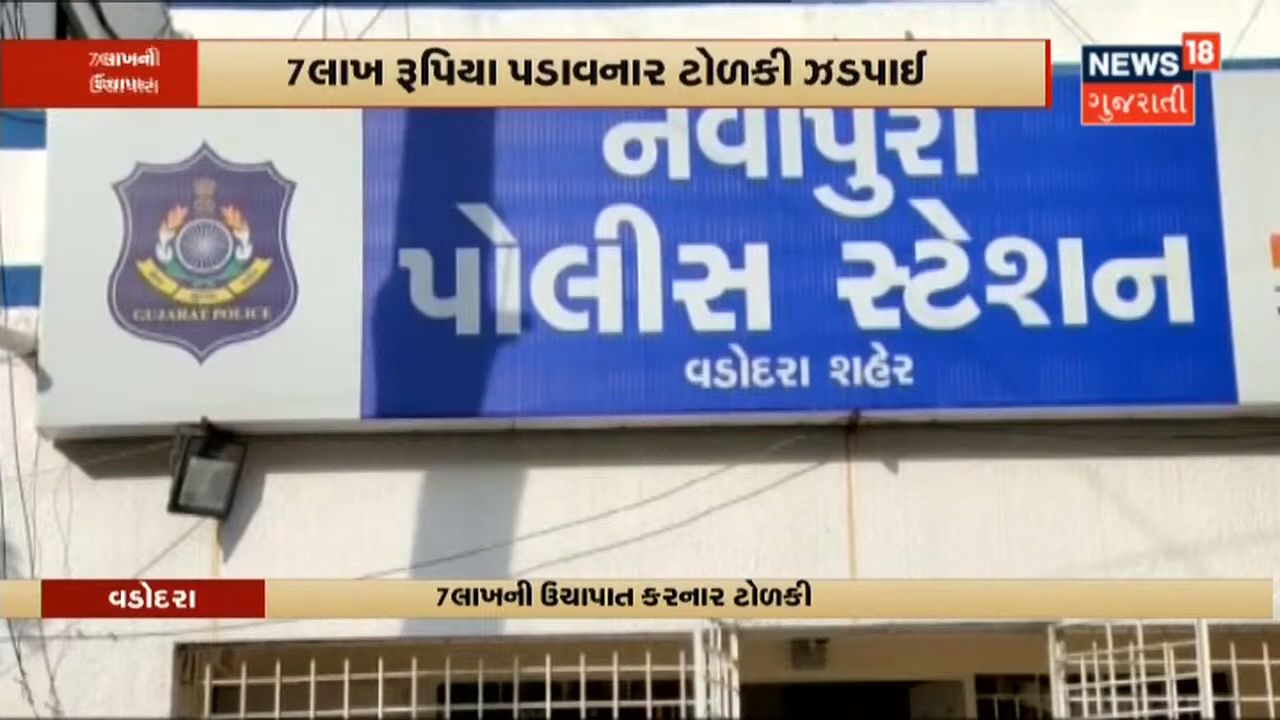 7લાખની
ઉચાપાત
7લાખ રૂપિયા પડાવનાર ટોળકી ઝડપાઈ
NEWS 18
ગુજરાતી
નવાપુરા
પોલીસ સ્ટેશન
વડોદરા શહેર
GUJARAT POLICE
વડોદરા
7લાખની ઉચાપાત કરનાર ટોળકી